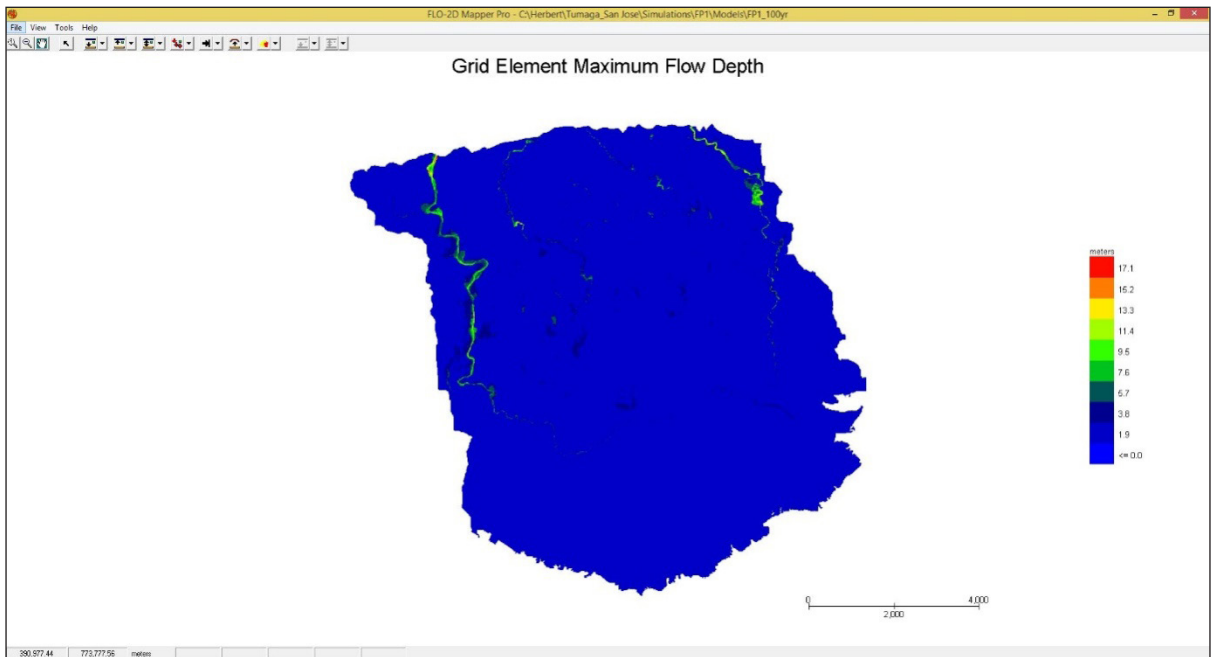 FLO-2D Mapper Pro - C:\Herbert\Tumaga_San Jose\Simulations\FP1\Models\FP1_100yr
File View Tools Help
Grid Element Maximum Flow Depth
meters
17.1
15.2
13.3
11.4
9.5
7.6
5.7
3.8
1.9
<= 0.0
0 4,000
2,000
390,977.44 773,777.56 meters